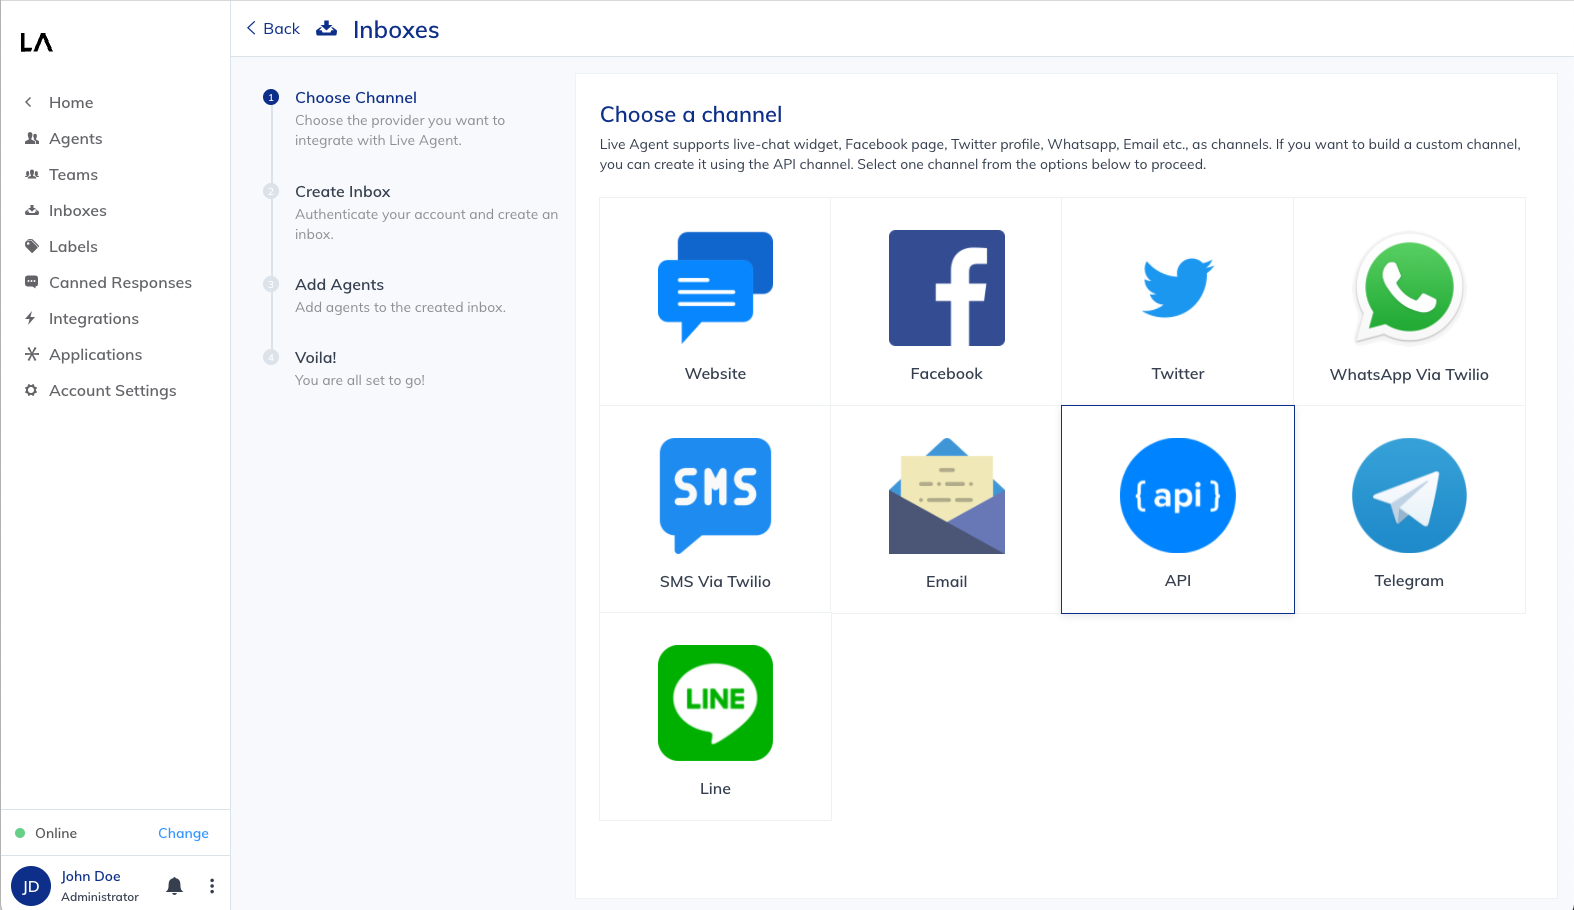 LA
Home
Agents
Teams
Inboxes
Labels
Canned Responses
Integrations
Applications
Account Settings
Online Change
JD
John Doe
Administrator
Back Inboxes
1 Choose Channel
Choose the provider you want to
integrate with Live Agent.
2 Create Inbox
Authenticate your account and create an
inbox.
3 Add Agents
Add agents to the created inbox.
4 Voila!
You are all set to go!
Choose a channel
Live Agent supports live-chat widget, Facebook page, Twitter profile, Whatsapp, Email etc., as channels. If you want to build a custom channel,
you can create it using the API channel. Select one channel from the options below to proceed.
Website
f
Facebook
Twitter
WhatsApp Via Twilio
SMS
SMS Via Twilio
Email
{ api }
API
Telegram
LINE
Line